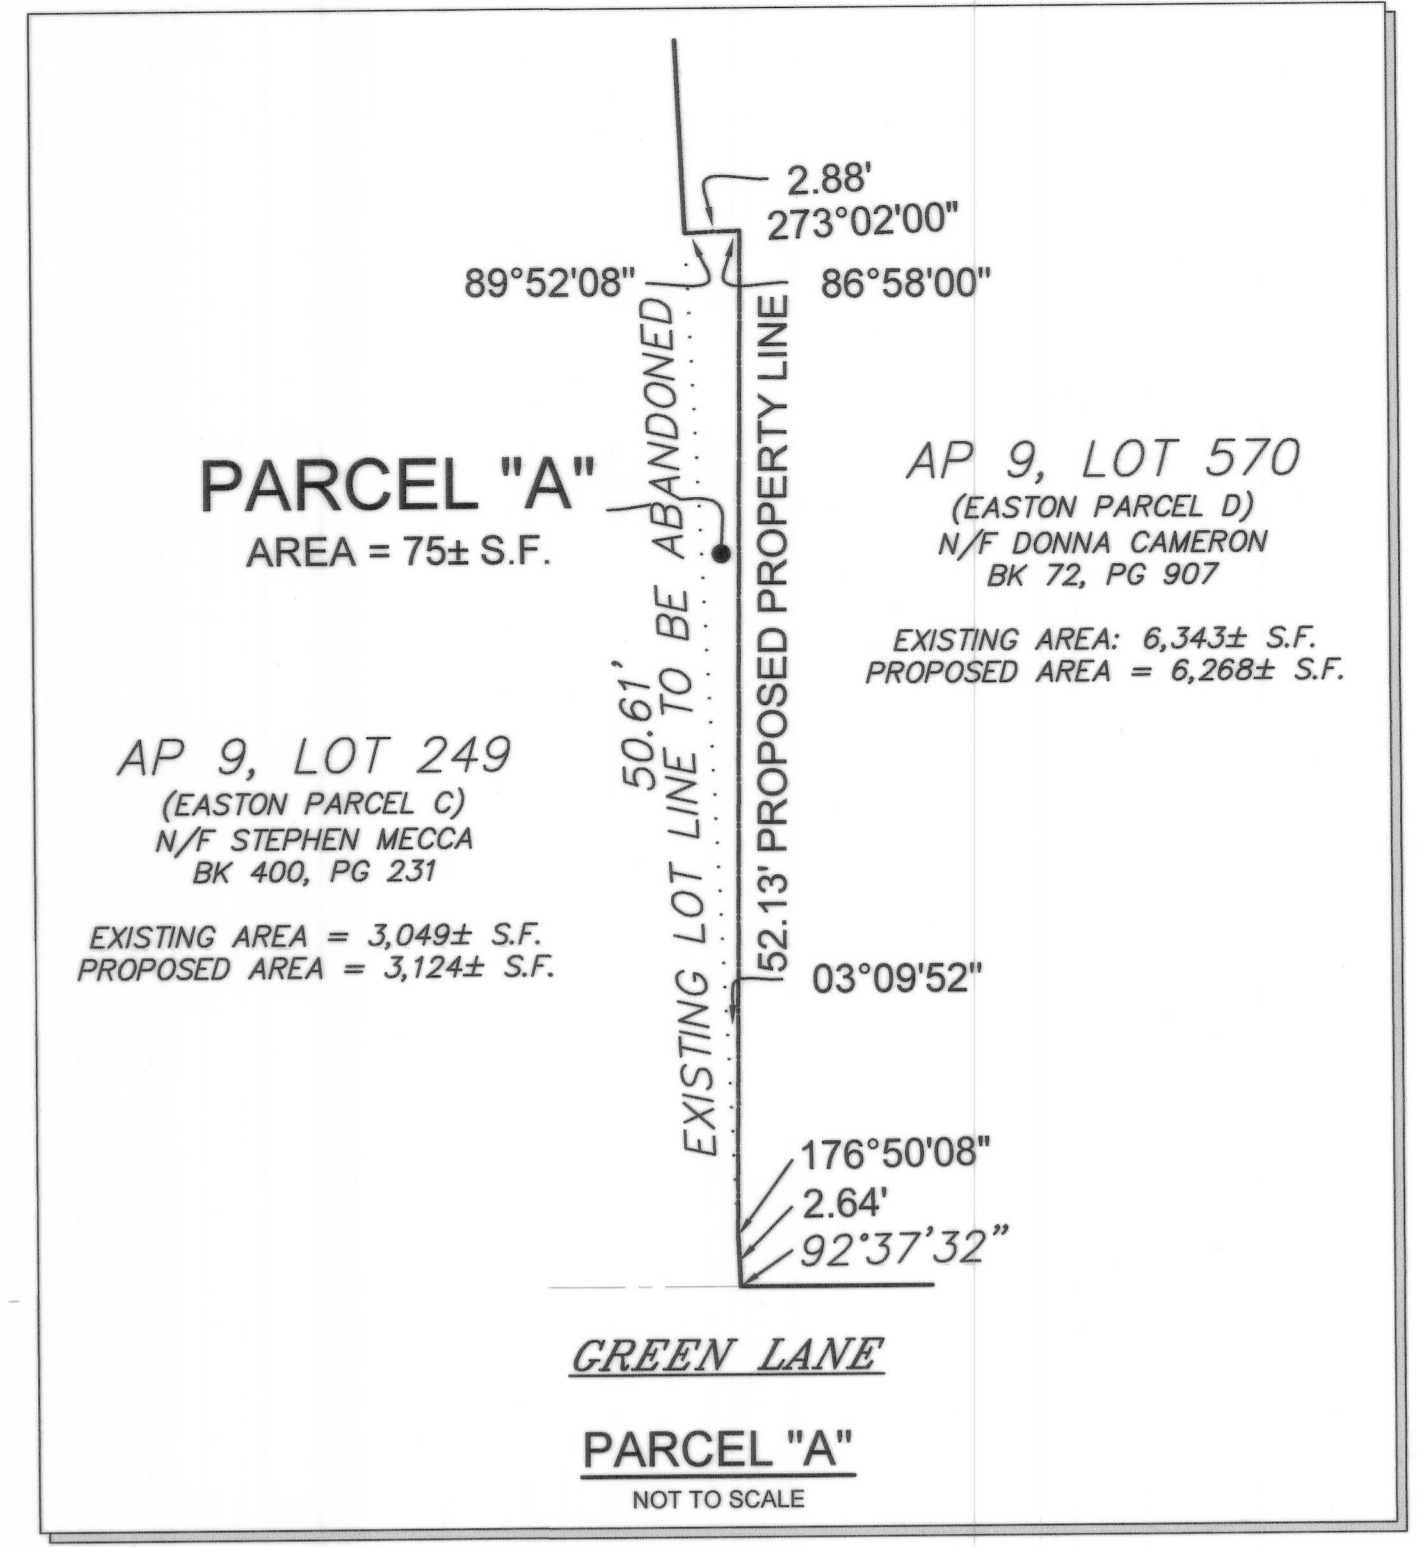 2.88'
273°02'00"
89°52'08"
86°58'00"
PARCEL "A"
AREA = 75± S.F.
50.61'
EXISTING LOT LINE TO BE ABANDONED
52.13' PROPOSED PROPERTY LINE
AP 9, LOT 570
(EASTON PARCEL D)
N/F DONNA CAMERON
BK 72, PG 907
EXISTING AREA: 6,343± S.F.
PROPOSED AREA = 6,268± S.F.
AP 9, LOT 249
(EASTON PARCEL C)
N/F STEPHEN MECCA
BK 400, PG 231
EXISTING AREA = 3,049± S.F.
PROPOSED AREA = 3,124± S.F.
03°09'52"
176°50'08"
2.64'
92°37'32"
GREEN LANE
PARCEL "A"
NOT TO SCALE